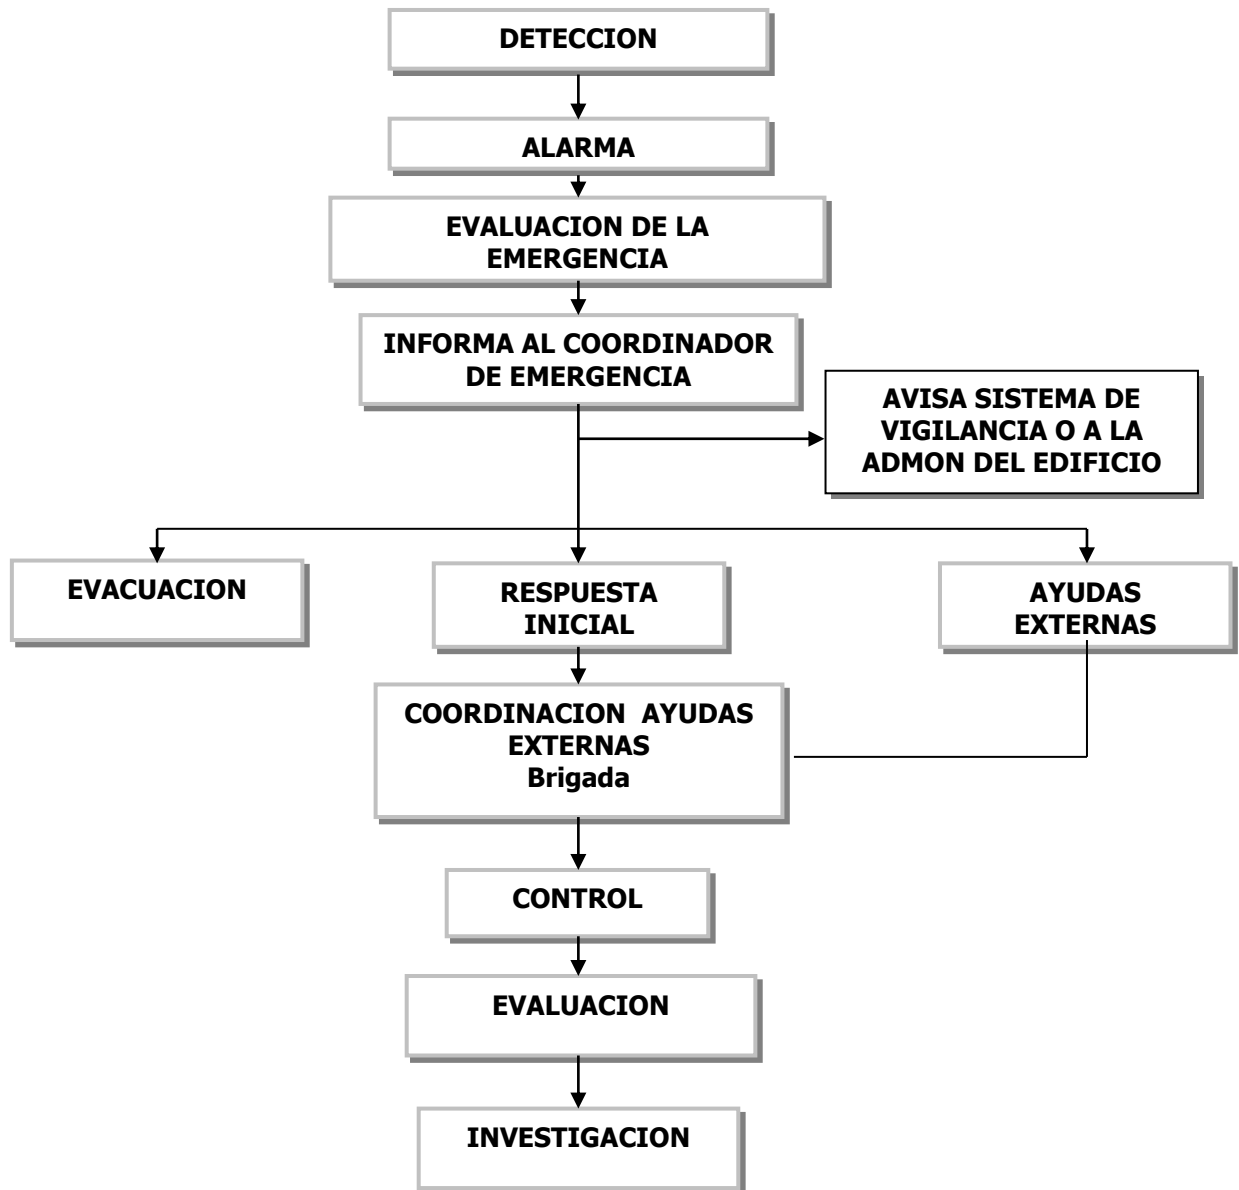 DETECCION
ALARMA
EVALUACION DE LA
EMERGENCIA
INFORMA AL COORDINADOR
DE EMERGENCIA
AVISA SISTEMA DE
VIGILANCIA O A LA
ADMON DEL EDIFICIO
EVACUACION
RESPUESTA
INICIAL
AYUDAS
EXTERNAS
COORDINACION AYUDAS
EXTERNAS
Brigada
CONTROL
EVALUACION
INVESTIGACION